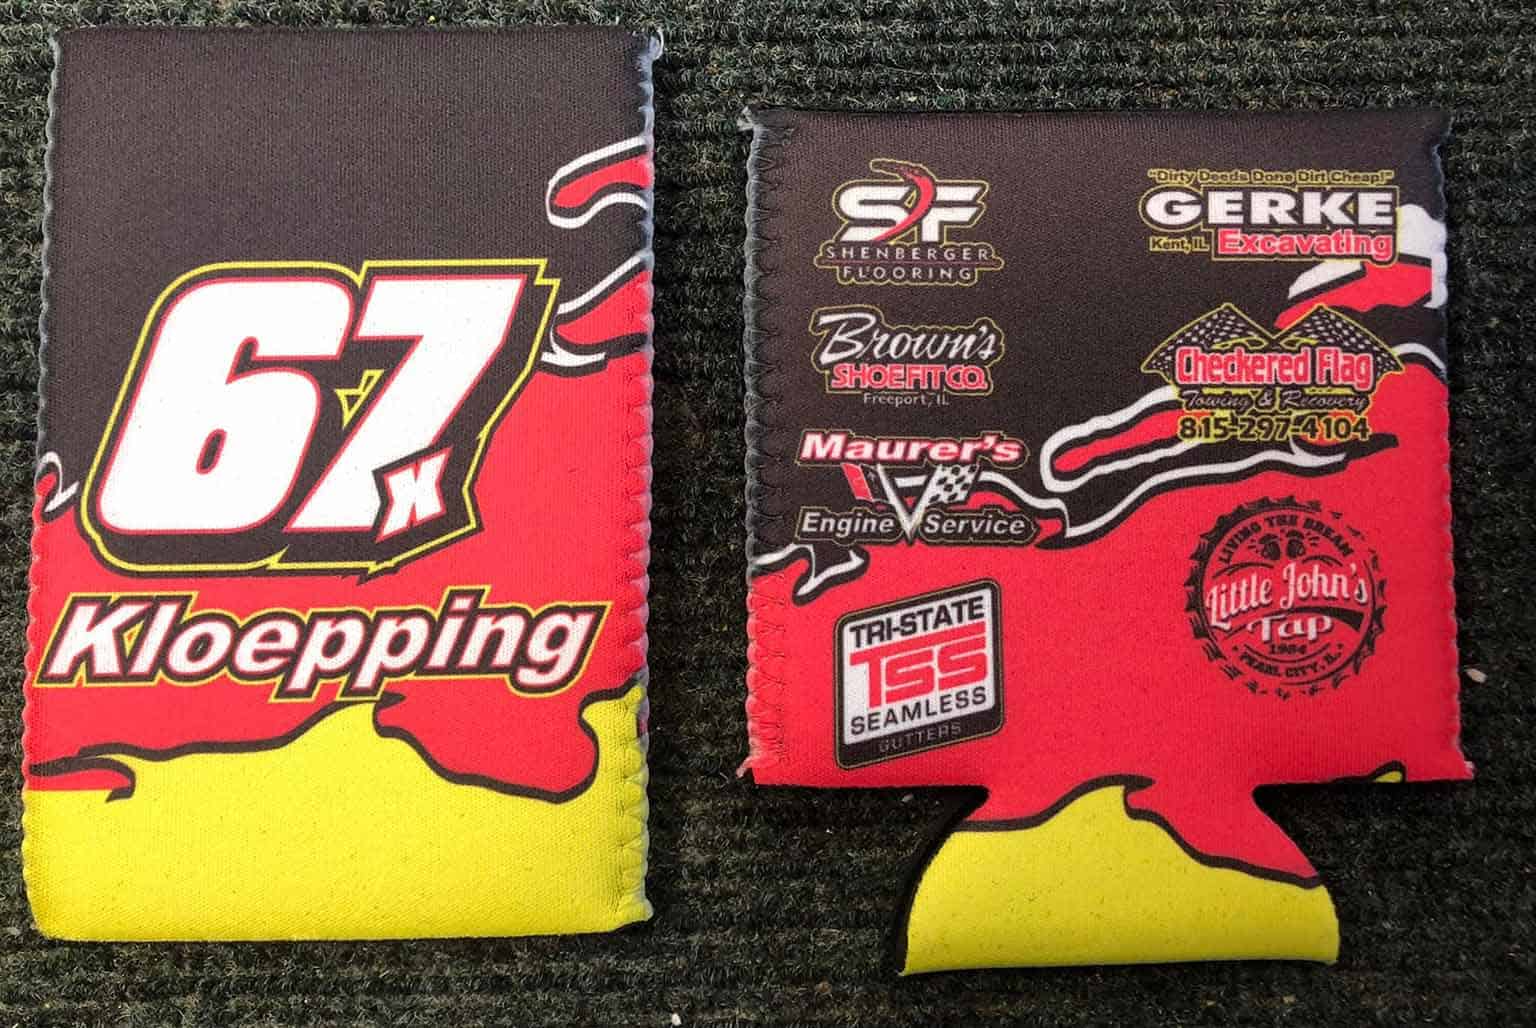 67x
Kloepping
SF
SHENBERGER
FLOORING
"Dirty Deeds Done Dirt Cheap!"
GERKE
Kent, IL Excavating
Brown's
SHOE FIT CO.
Freeport, IL
Checkered Flag
Towing & Recovery
815-297-4104
Maurer's
V
Engine Service
LIVING THE DREAM
Little John's
Tap
1984
PEARL CITY, IL
TRI-STATE
TSS
SEAMLESS
GUTTERS